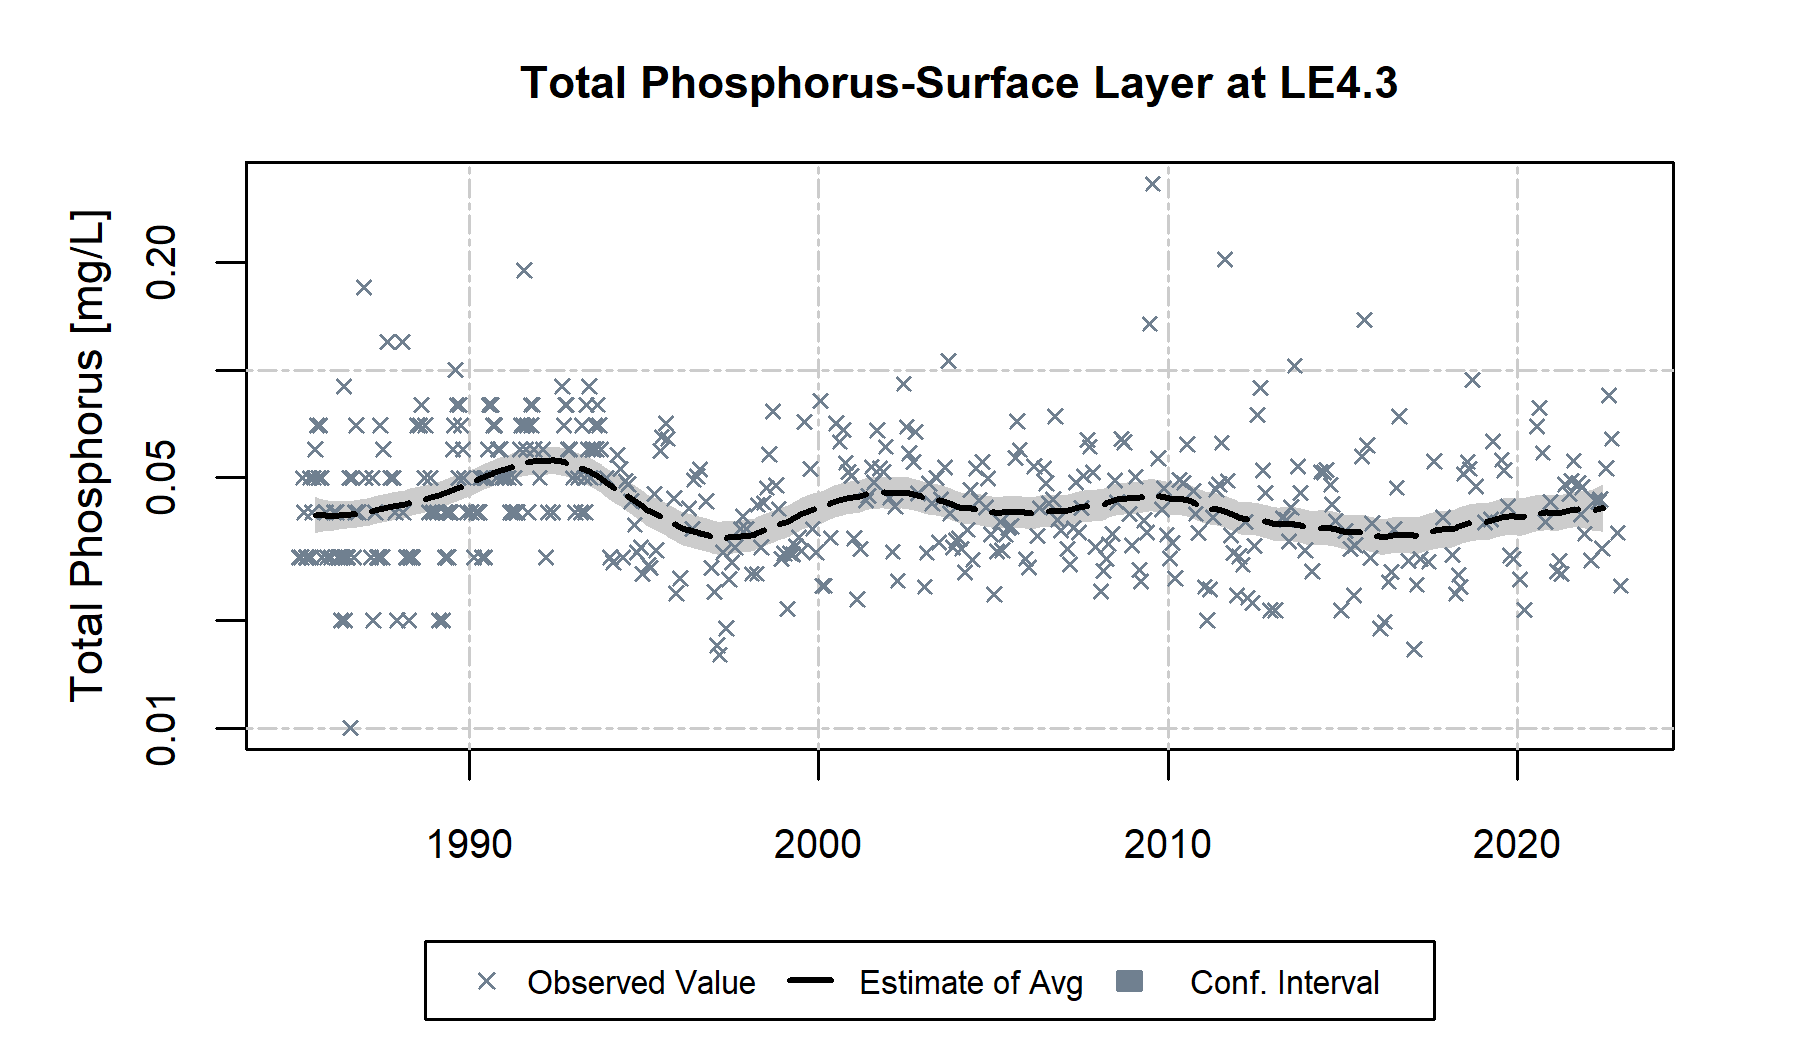 Total Phosphorus-Surface Layer at LE4.3
Total Phosphorus [mg/L]
0.20
0.05
0.01
1990 2000 2010 2020
Observed Value Estimate of Avg Conf. Interval